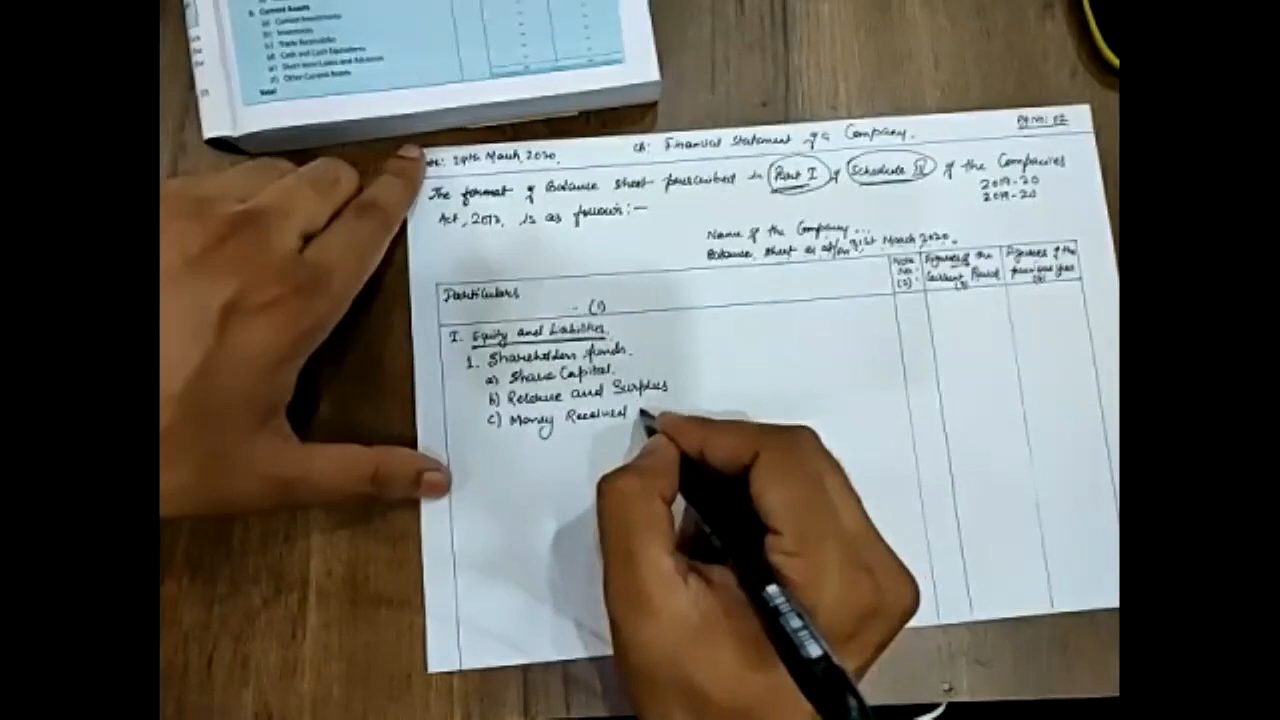 6. Current Assets
(a) Current Investments
(b) Inventories
(c) Trade Receivables
(d) Cash and Cash Equivalents
(e) Short-term Loans and Advances
(f) Other Current Assets
Total
29th March, 2020. Ch: Financial Statement of a Company. Pg.No: 02
The format of Balance sheet prescribed in Part I of Schedule of the Companies
Act, 2013, is as follows:-
2019-20
2019-20
Name of the Company...
Balance sheet as at/on 31st March, 2020.
Particulars (1) Note No. (2) Figures of the Current Period (3) Figures of the previous year
I. Equity and Liabilities.
1. Shareholders funds.
a) Share Capital.
b) Reserve and Surplus
c) Money Received